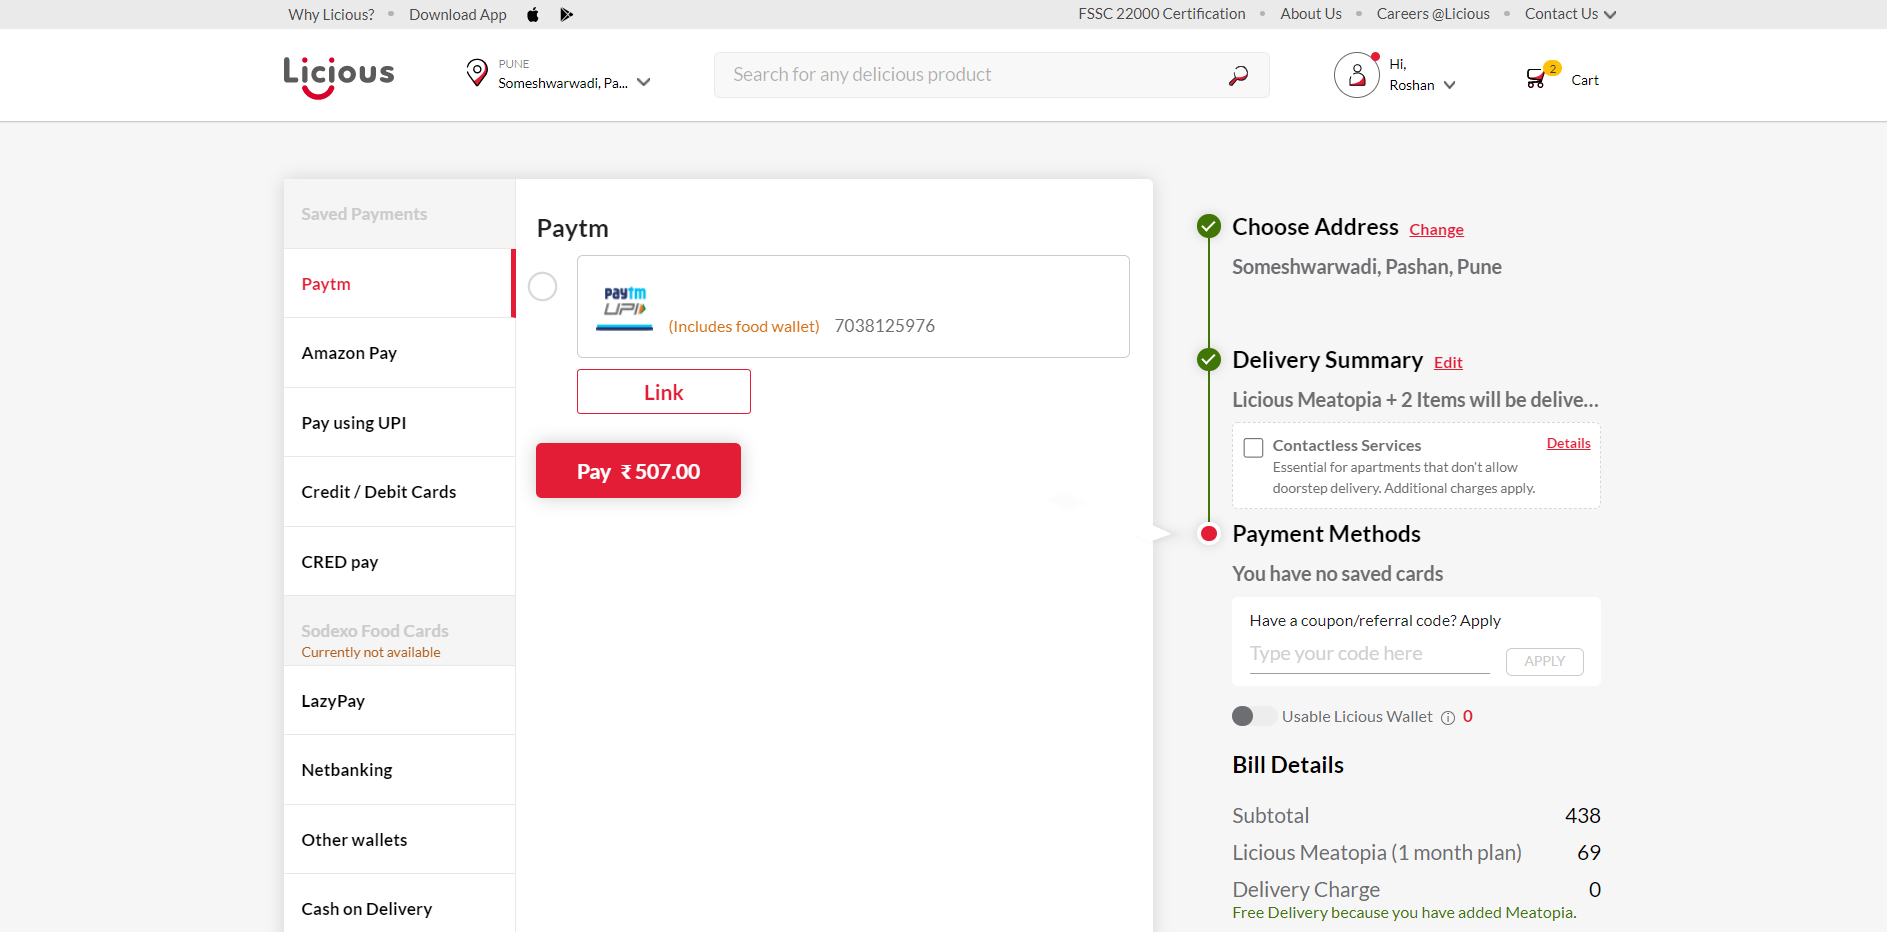 Why Licious? • Download App
FSSC 22000 Certification • About Us • Careers @Licious • Contact Us
Licious
PUNE
Someshwarwadi, Pa...
Search for any delicious product
Hi,
Roshan
2
Cart
Saved Payments
Paytm
Amazon Pay
Pay using UPI
Credit / Debit Cards
CRED pay
Sodexo Food Cards
Currently not available
LazyPay
Netbanking
Other wallets
Cash on Delivery
Paytm
paytm
UPI
(Includes food wallet) 7038125976
Link
Pay ₹ 507.00
Choose Address Change
Someshwarwadi, Pashan, Pune
Delivery Summary Edit
Licious Meatopia + 2 Items will be delive...
Contactless Services Details
Essential for apartments that don't allow
doorstep delivery. Additional charges apply.
Payment Methods
You have no saved cards
Have a coupon/referral code? Apply
Type your code here
APPLY
Usable Licious Wallet 0
Bill Details
Subtotal 438
Licious Meatopia (1 month plan) 69
Delivery Charge 0
Free Delivery because you have added Meatopia.